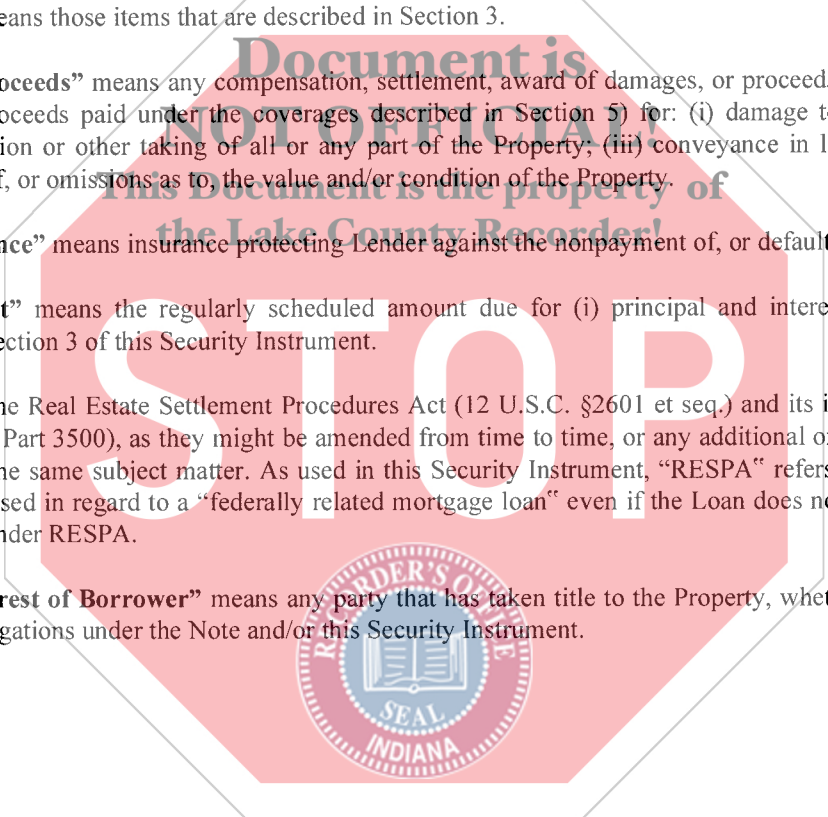 eans those items that are described in Section 3.
Document is
oceeds” means any compensation, settlement, award of damages, or proceed
oceeds paid under the coverages described in Section 5) for: (i) damage t
NOT OFFICIAL!
ion or other taking of all or any part of the Property; (iii) conveyance in l
f, or omissions as to, the value and/or condition of the Property.
This Document is the property of
the Lake County Recorder!
nce” means insurance protecting Lender against the nonpayment of, or default
t” means the regularly scheduled amount due for (i) principal and intere
ection 3 of this Security Instrument.
STOP
he Real Estate Settlement Procedures Act (12 U.S.C. §2601 et seq.) and its i
Part 3500), as they might be amended from time to time, or any additional o
he same subject matter. As used in this Security Instrument, “RESPA‟ refers
sed in regard to a “federally related mortgage loan‟ even if the Loan does n
nder RESPA.
rest of Borrower” means any party that has taken title to the Property, whet
gations under the Note and/or this Security Instrument.
RECORDER'S OFFICE
SEAL
INDIANA